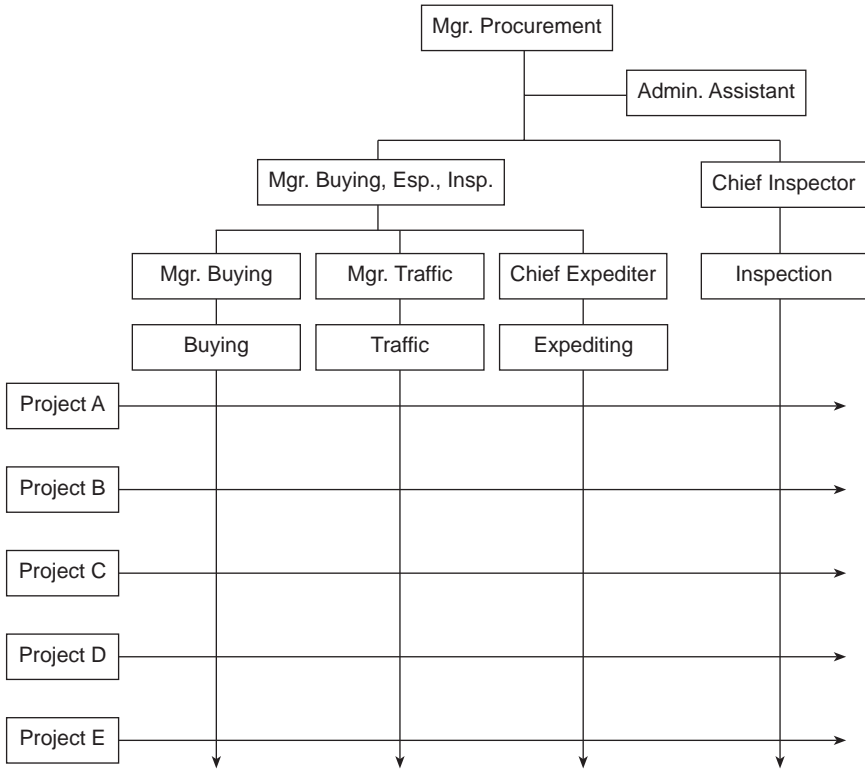 Mgr. Procurement
Admin. Assistant
Mgr. Buying, Esp., Insp.
Chief Inspector
Mgr. Buying
Mgr. Traffic
Chief Expediter
Inspection
Buying
Traffic
Expediting
Project A
Project B
Project C
Project D
Project E